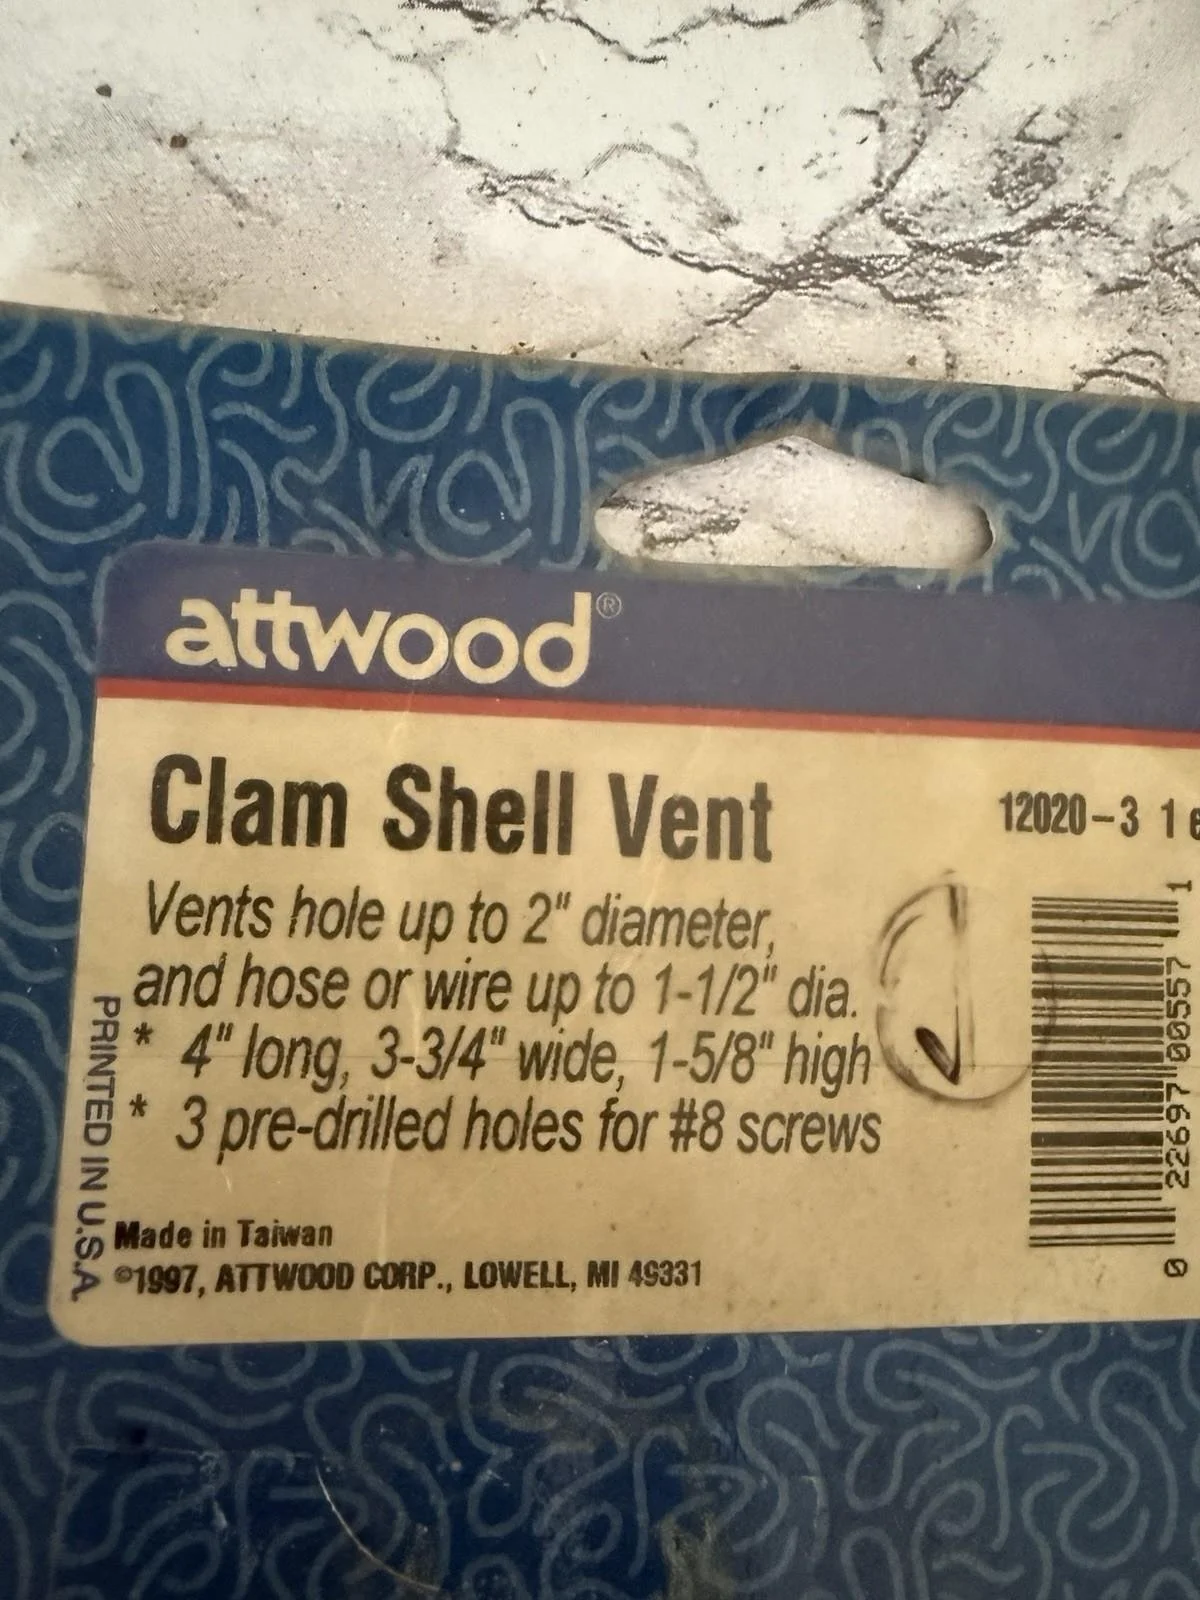 attwood®
Clam Shell Vent
12020-3 1
Vents hole up to 2" diameter,
and hose or wire up to 1-1/2" dia.
* 4" long, 3-3/4" wide, 1-5/8" high
* 3 pre-drilled holes for #8 screws
Made in Taiwan
©1997, ATTWOOD CORP., LOWELL, MI 49331
PRINTED IN U.S.A.
0 22697 00557 1